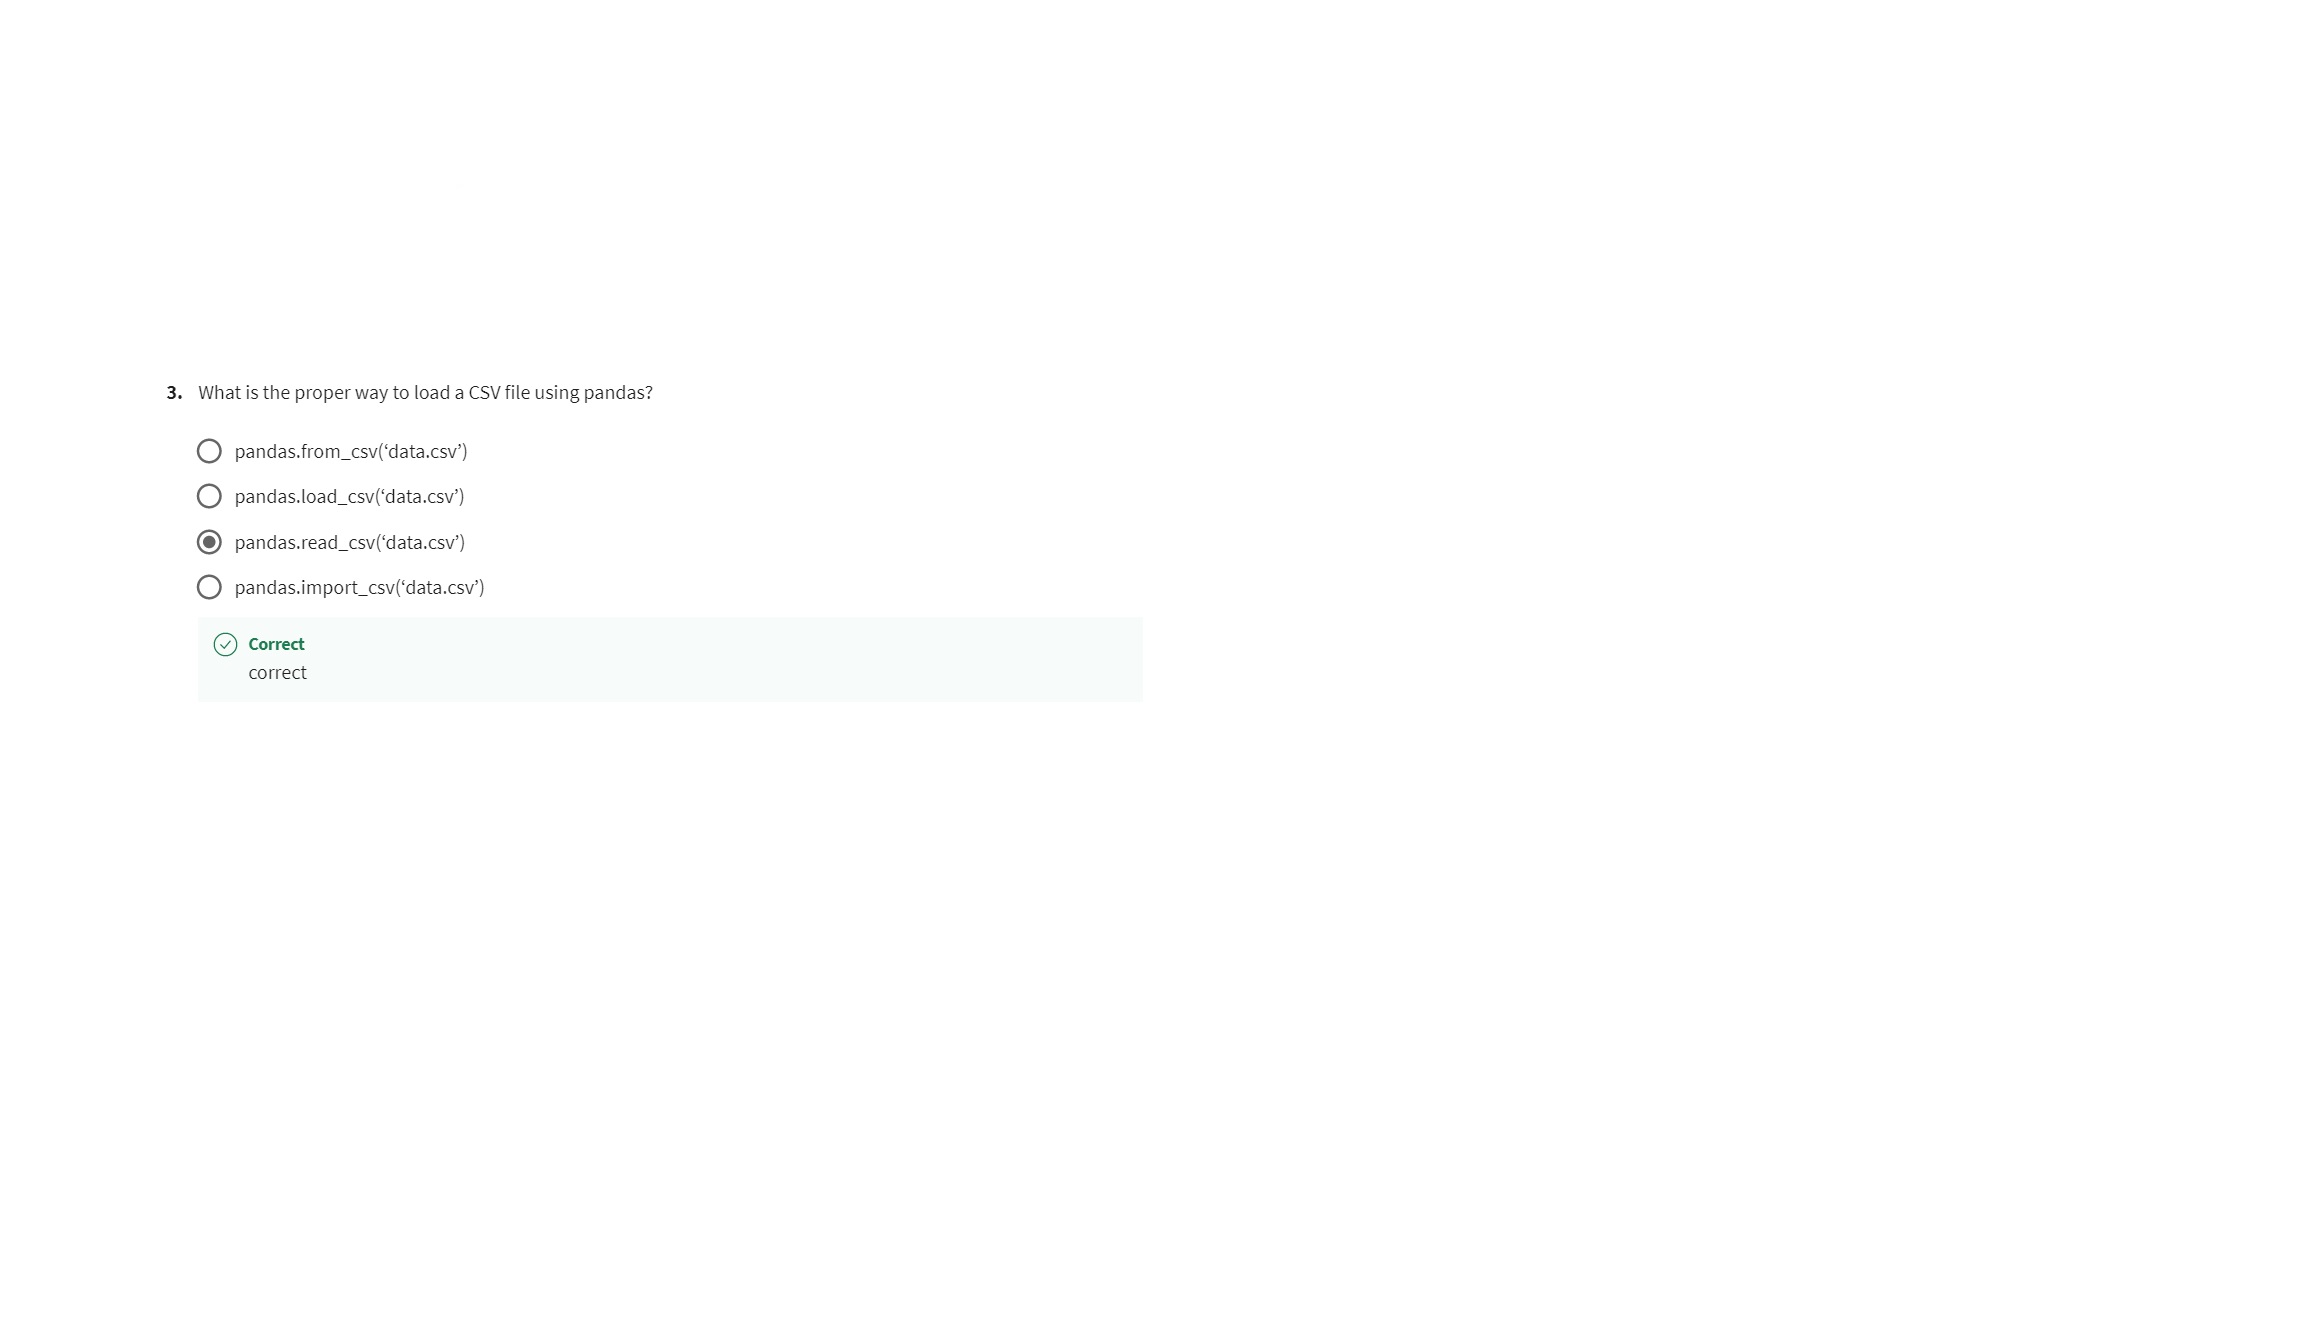 3. What is the proper way to load a CSV file using pandas?
pandas.from_csv(‘data.csv’)
pandas.load_csv(‘data.csv’)
pandas.read_csv(‘data.csv’)
pandas.import_csv(‘data.csv’)
Correct
correct